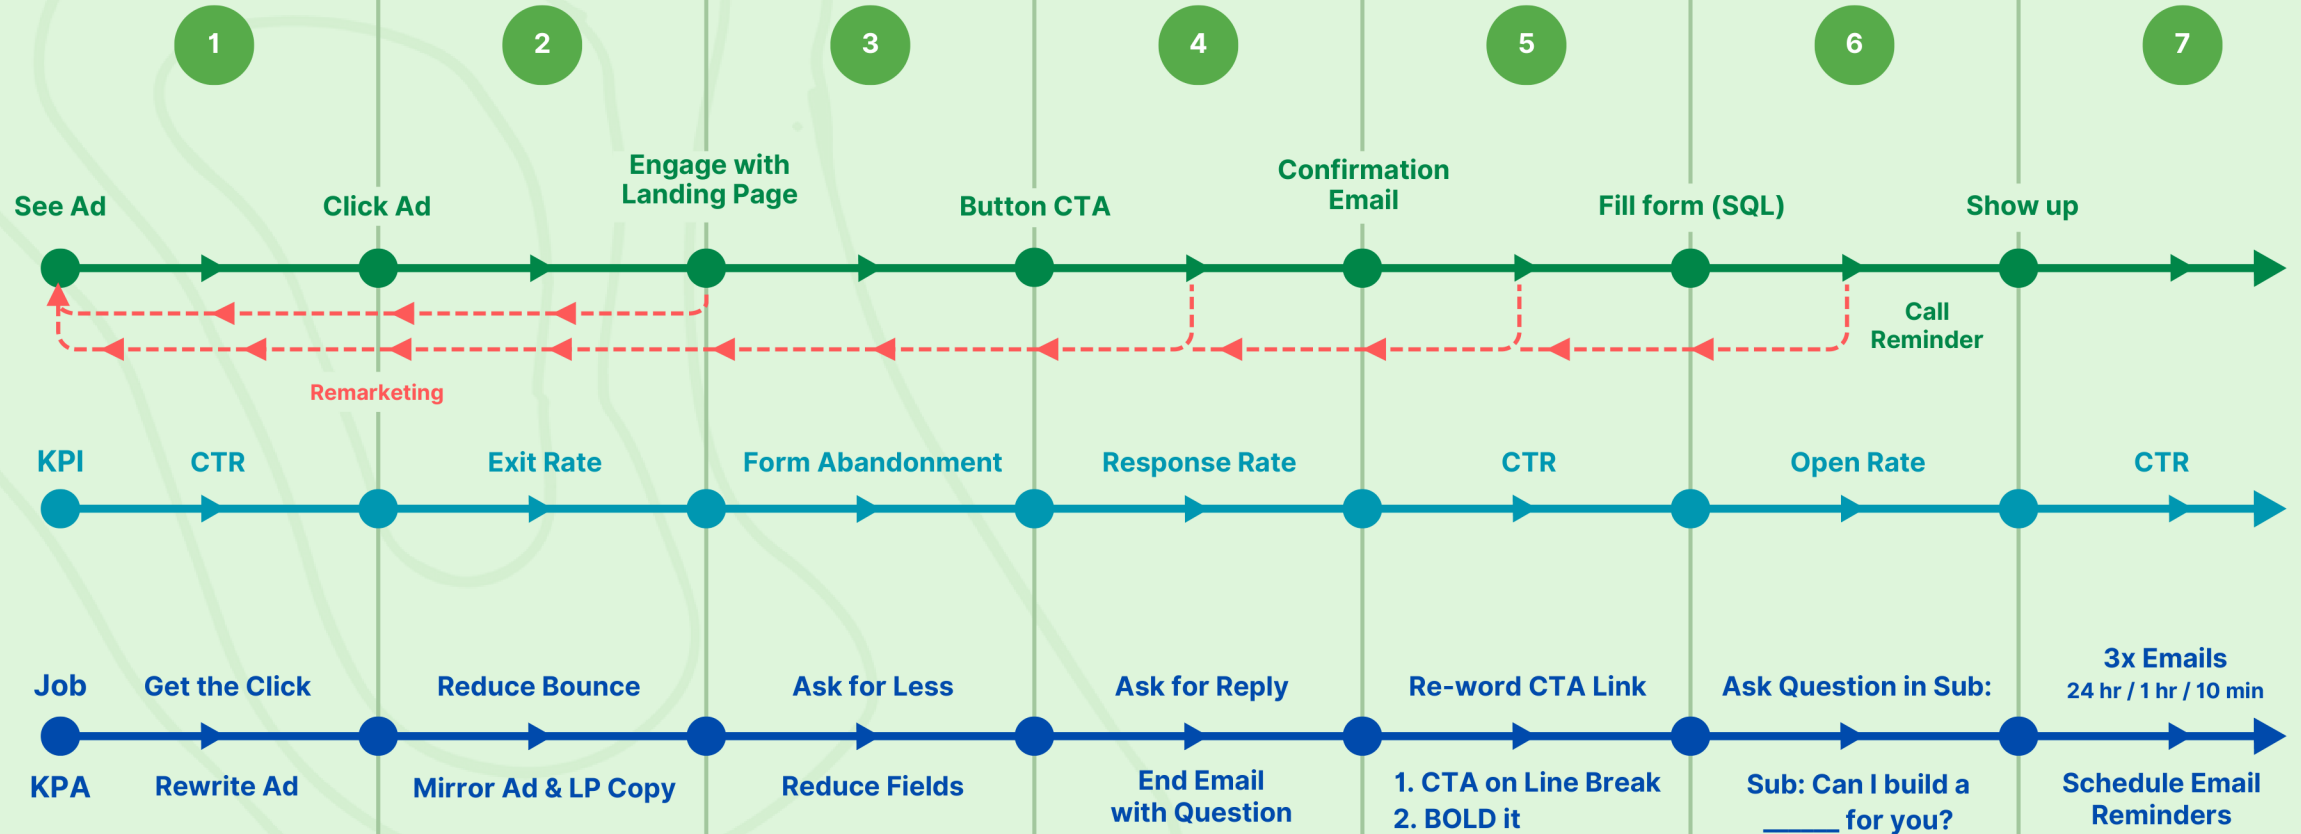 1
2
3
4
5
6
7
See Ad
Click Ad
Engage with
Landing Page
Button CTA
Confirmation
Email
Fill form (SQL)
Show up
Call
Reminder
Remarketing
KPI
CTR
Exit Rate
Form Abandonment
Response Rate
CTR
Open Rate
CTR
Job
Get the Click
Reduce Bounce
Ask for Less
Ask for Reply
Re-word CTA Link
Ask Question in Sub:
3x Emails
24 hr / 1 hr / 10 min
KPA
Rewrite Ad
Mirror Ad & LP Copy
Reduce Fields
End Email
with Question
1. CTA on Line Break
2. BOLD it
Sub: Can I build a
_____ for you?
Schedule Email
Reminders